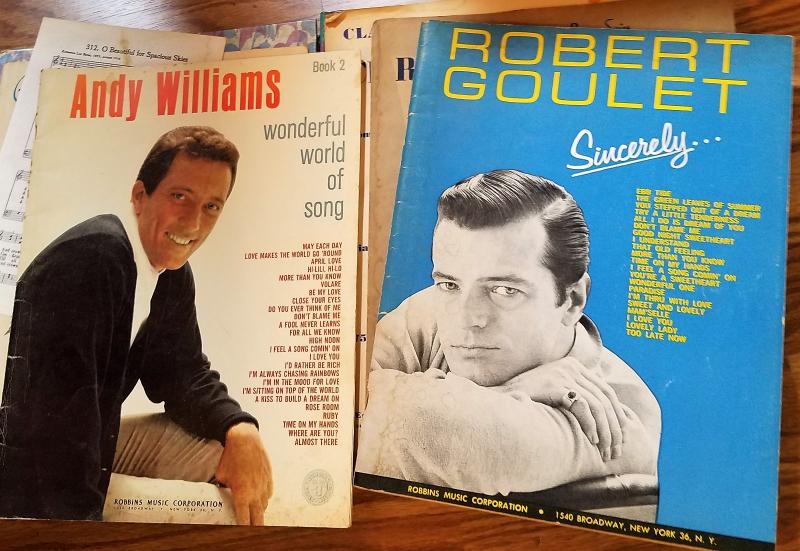 312. O Beautiful for Spacious Skies
CLA
Andy Williams
Book 2
wonderful
world
of
song
MAY EACH DAY
LOVE MAKES THE WORLD GO 'ROUND
APRIL LOVE
HI-LILI, HI-LO
MORE THAN YOU KNOW
VOLARE
BE MY LOVE
CLOSE YOUR EYES
DO YOU EVER THINK OF ME
DON'T BLAME ME
A FOOL NEVER LEARNS
FOR ALL WE KNOW
HIGH NOON
I FEEL A SONG COMIN' ON
I LOVE YOU
I'D RATHER BE RICH
I'M ALWAYS CHASING RAINBOWS
I'M IN THE MOOD FOR LOVE
I'M SITTING ON TOP OF THE WORLD
A KISS TO BUILD A DREAM ON
ROSE ROOM
RUBY
TIME ON MY HANDS
WHERE ARE YOU?
ALMOST THERE
ROBBINS MUSIC CORPORATION
ROBERT
GOULET
Sincerely...
EBB TIDE
THE GREEN LEAVES OF SUMMER
YOU STEPPED OUT OF A DREAM
TRY A LITTLE TENDERNESS
ALL I DO IS DREAM OF YOU
DON'T BLAME ME
GOOD NIGHT SWEETHEART
I UNDERSTAND
THAT OLD FEELING
MORE THAN YOU KNOW
TIME ON MY HANDS
I FEEL A SONG COMIN' ON
YOU'RE A SWEETHEART
WONDERFUL ONE
PARADISE
I'M THRU WITH LOVE
SWEET AND LOVELY
MAM'SELLE
I LOVE YOU
LOVELY LADY
TOO LATE NOW
ROBBINS MUSIC CORPORATION • 1540 BROADWAY, NEW YORK 36, N. Y.